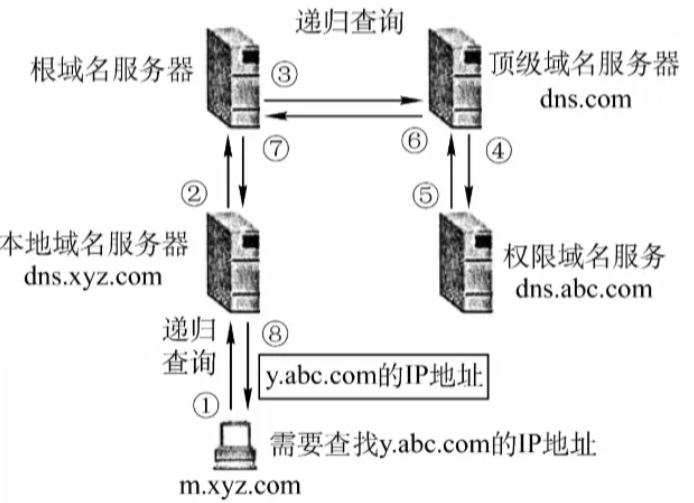 递归查询
根域名服务器
③
顶级域名服务器
dns.com
⑥
⑦
④
②
⑤
本地域名服务器
dns.xyz.com
权限域名服务
dns.abc.com
递归
查询
⑧
y.abc.com的IP地址
①
需要查找y.abc.com的IP地址
m.xyz.com